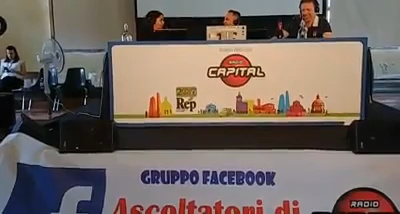 RADIO
CAPITAL
Rep
GRUPPO FACEBOOK
f Ascoltatori di
RADIO